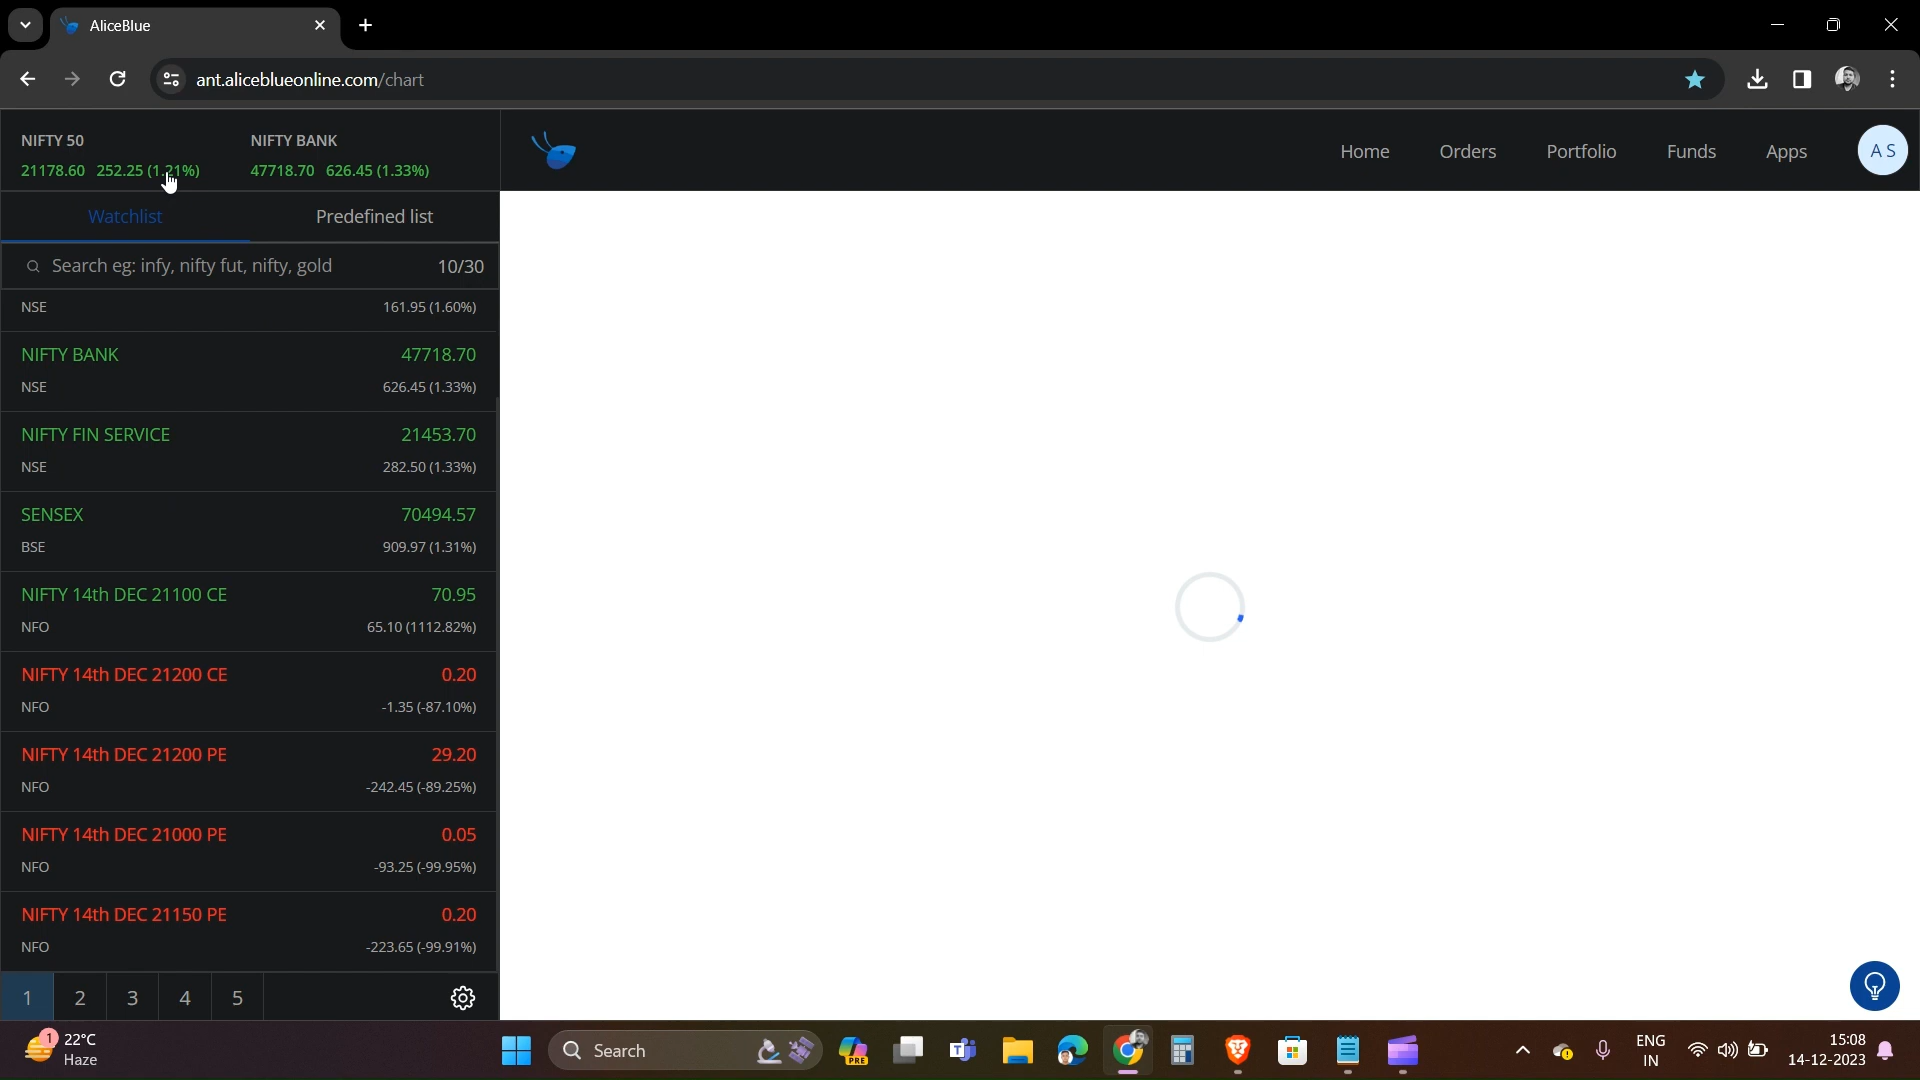 AliceBlue
ant.aliceblueonline.com/chart
NIFTY 50
21178.60 252.25 (1.21%)
NIFTY BANK
47718.70 626.45 (1.33%)
Home Orders Portfolio Funds Apps A S
Watchlist Predefined list
Search eg: infy, nifty fut, nifty, gold 10/30
NSE 161.95 (1.60%)
NIFTY BANK 47718.70
NSE 626.45 (1.33%)
NIFTY FIN SERVICE 21453.70
NSE 282.50 (1.33%)
SENSEX 70494.57
BSE 909.97 (1.31%)
NIFTY 14th DEC 21100 CE 70.95
NFO 65.10 (1112.82%)
NIFTY 14th DEC 21200 CE 0.20
NFO -1.35 (-87.10%)
NIFTY 14th DEC 21200 PE 29.20
NFO -242.45 (-89.25%)
NIFTY 14th DEC 21000 PE 0.05
NFO -93.25 (-99.95%)
NIFTY 14th DEC 21150 PE 0.20
NFO -223.65 (-99.91%)
1 2 3 4 5
1 22°C
Haze
Search
PRE
ENG
IN
15:08
14-12-2023